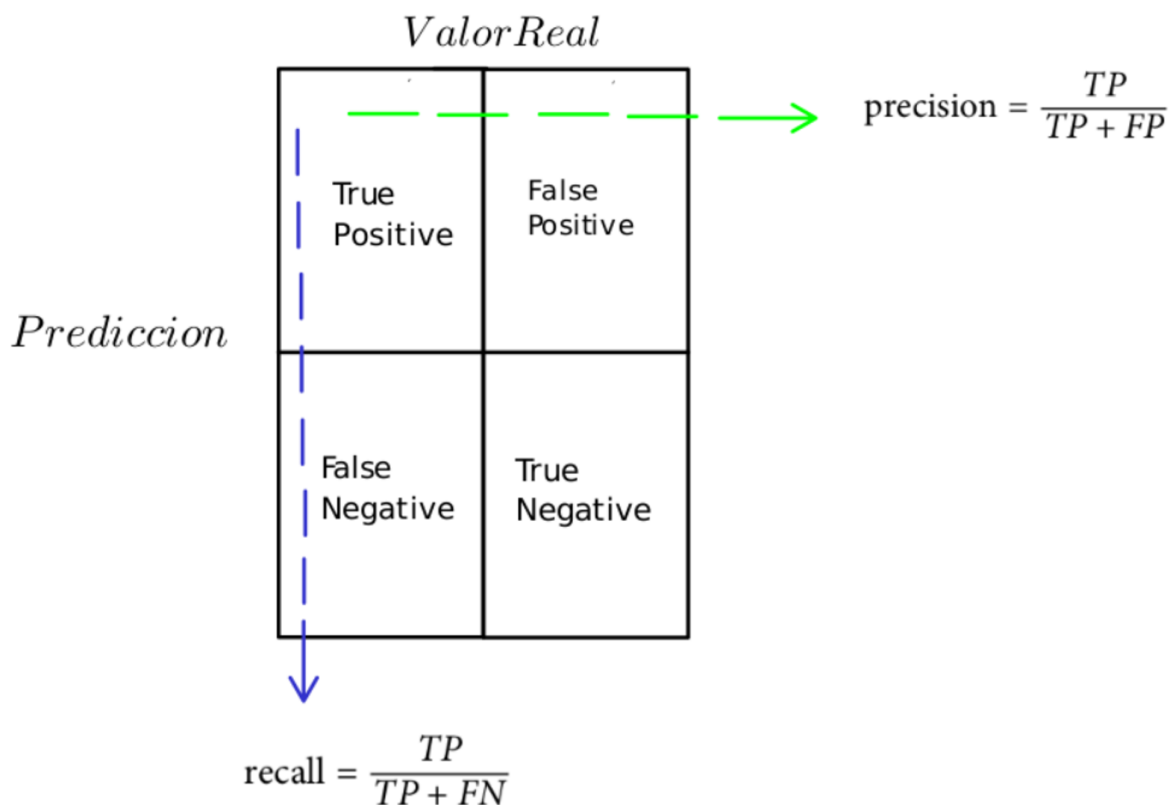 ValorReal
precision = TP / TP + FP
True
Positive
False
Positive
Prediccion
False
Negative
True
Negative
recall = TP / TP + FN